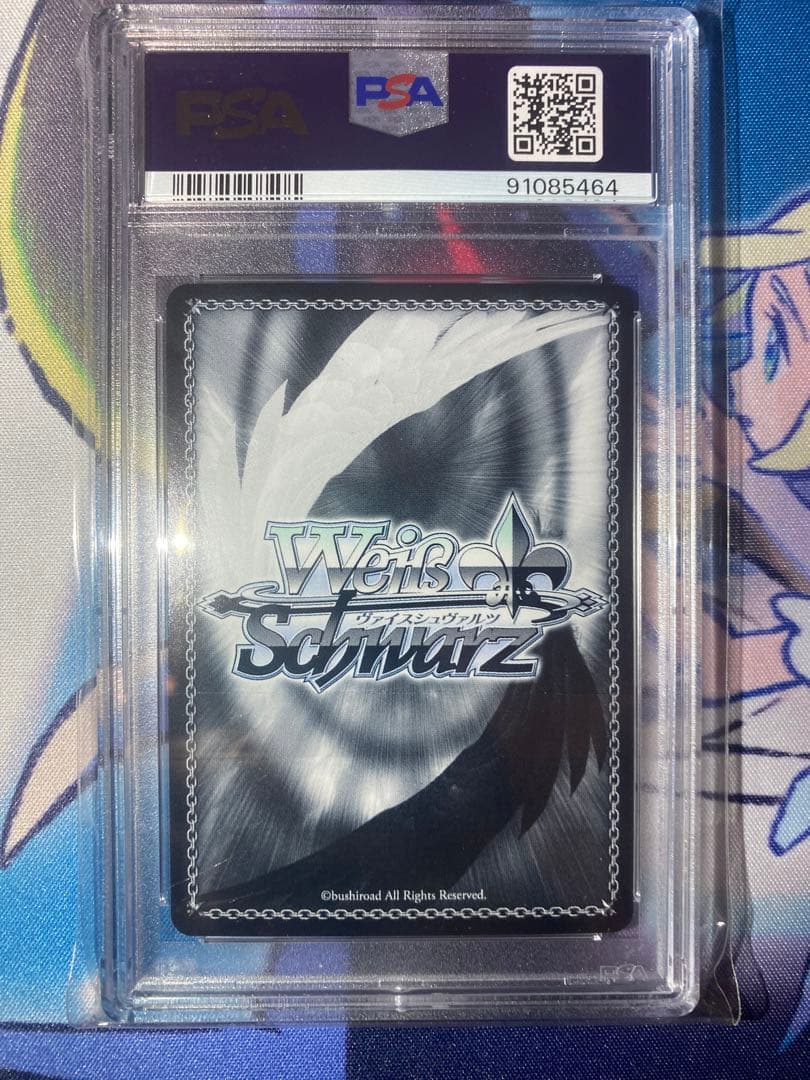 PSA
PSA
91085464
Weiß
ヴァイスシュヴァルツ
Schwarz
©bushiroad All Rights Reserved.
PSA